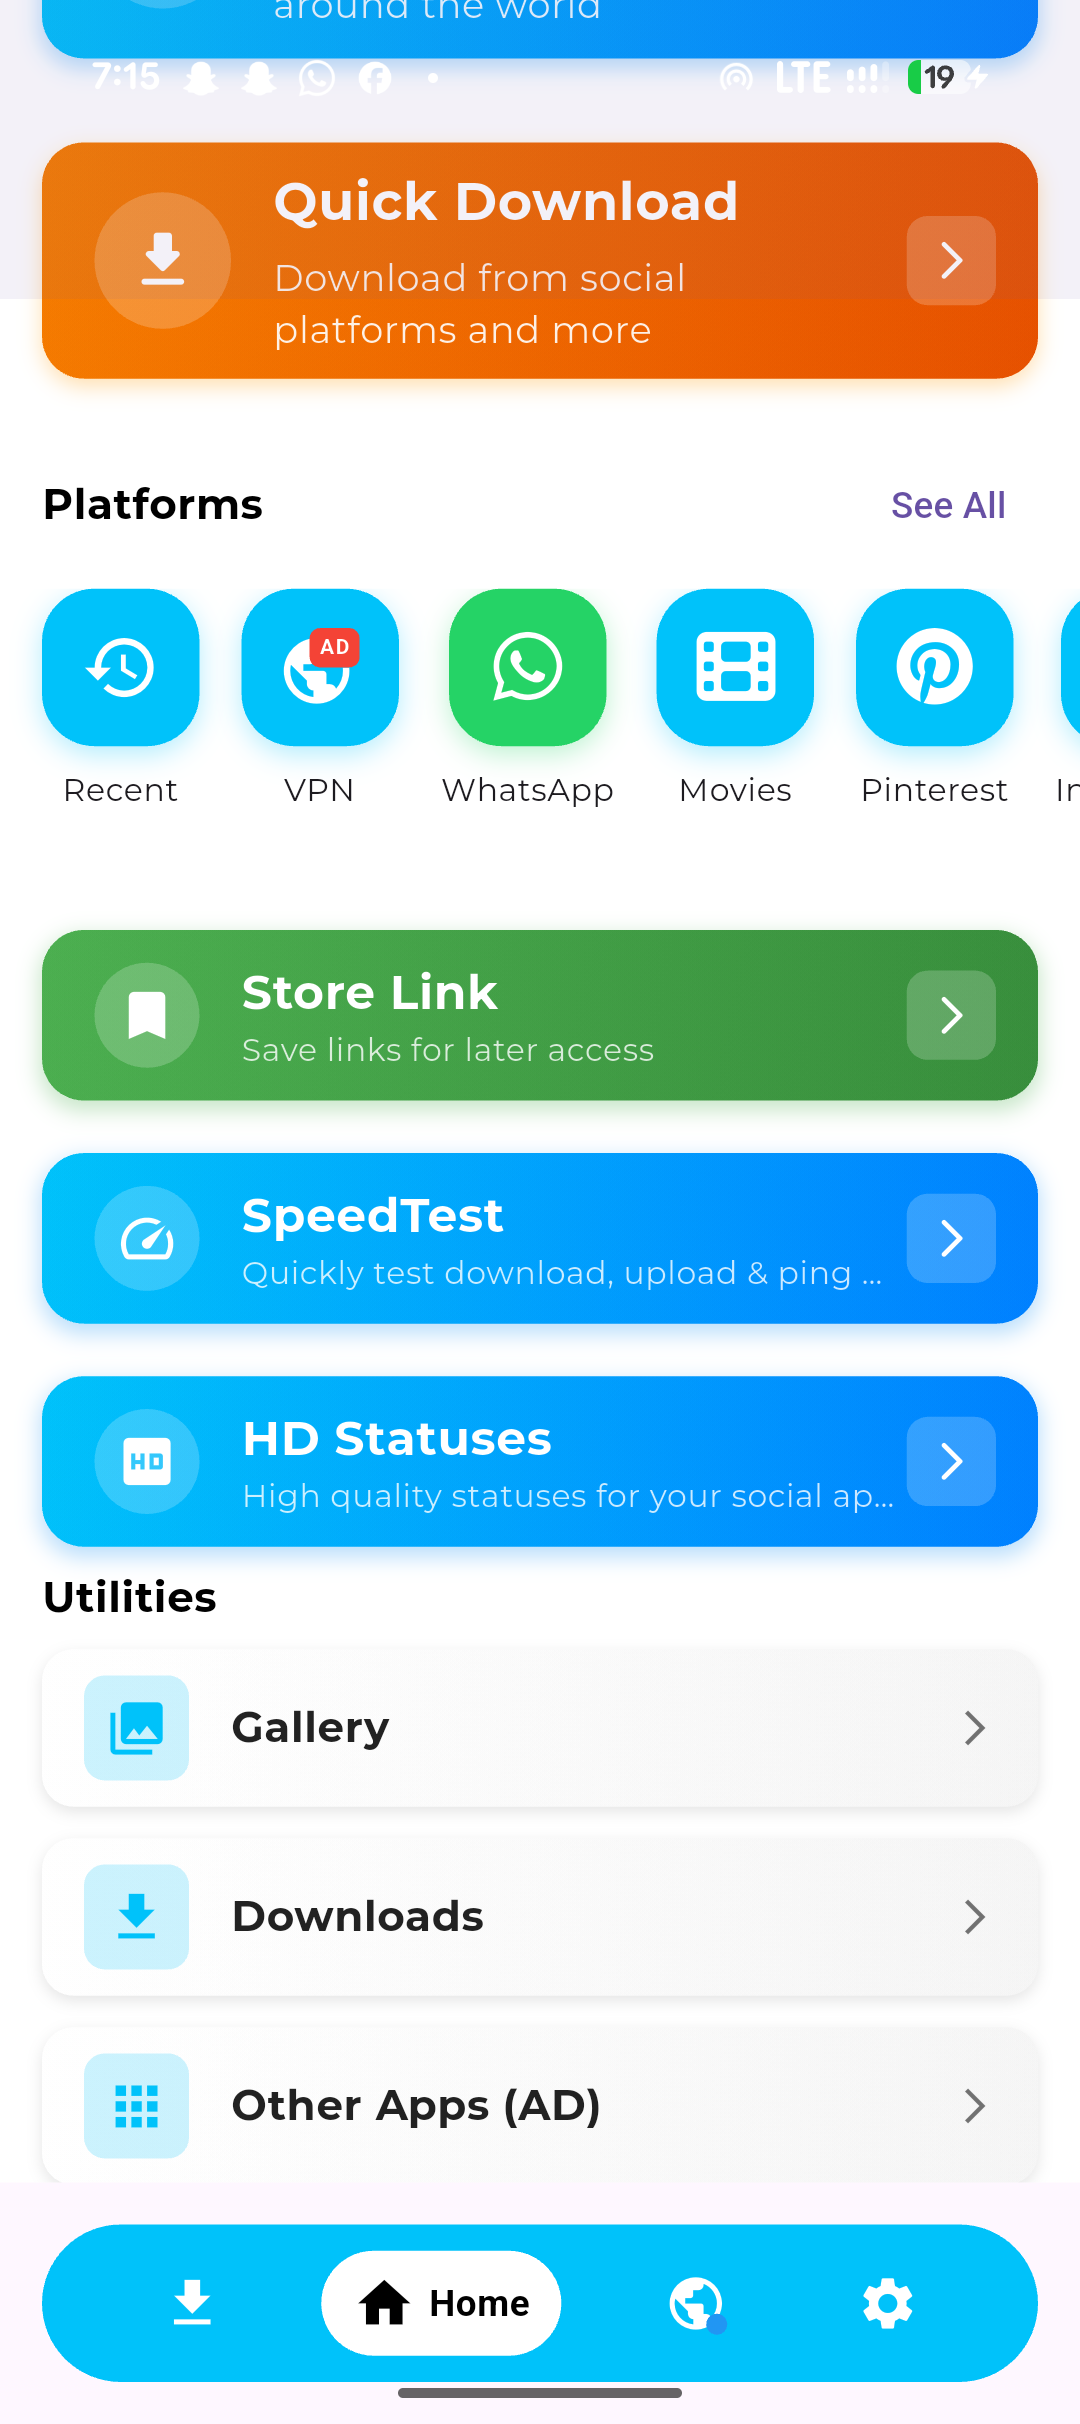 around the world
7:15
LTE
19
Quick Download
Download from social
platforms and more
Platforms
See All
AD
Recent
VPN
WhatsApp
Movies
Pinterest
Store Link
Save links for later access
SpeedTest
Quickly test download, upload & ping ...
HD Statuses
HD
High quality statuses for your social ap...
Utilities
Gallery
Downloads
Other Apps (AD)
Home